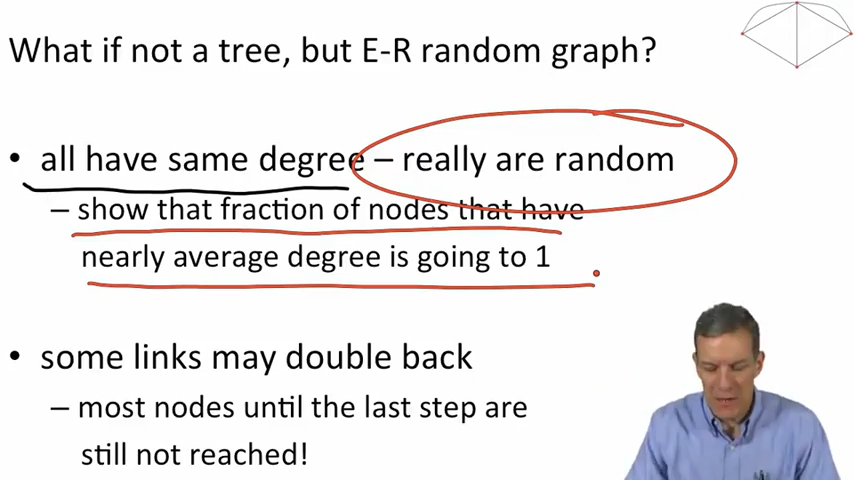 What if not a tree, but E-R random graph?
• all have same degree – really are random
– show that fraction of nodes that have
nearly average degree is going to 1
• some links may double back
– most nodes until the last step are
still not reached!